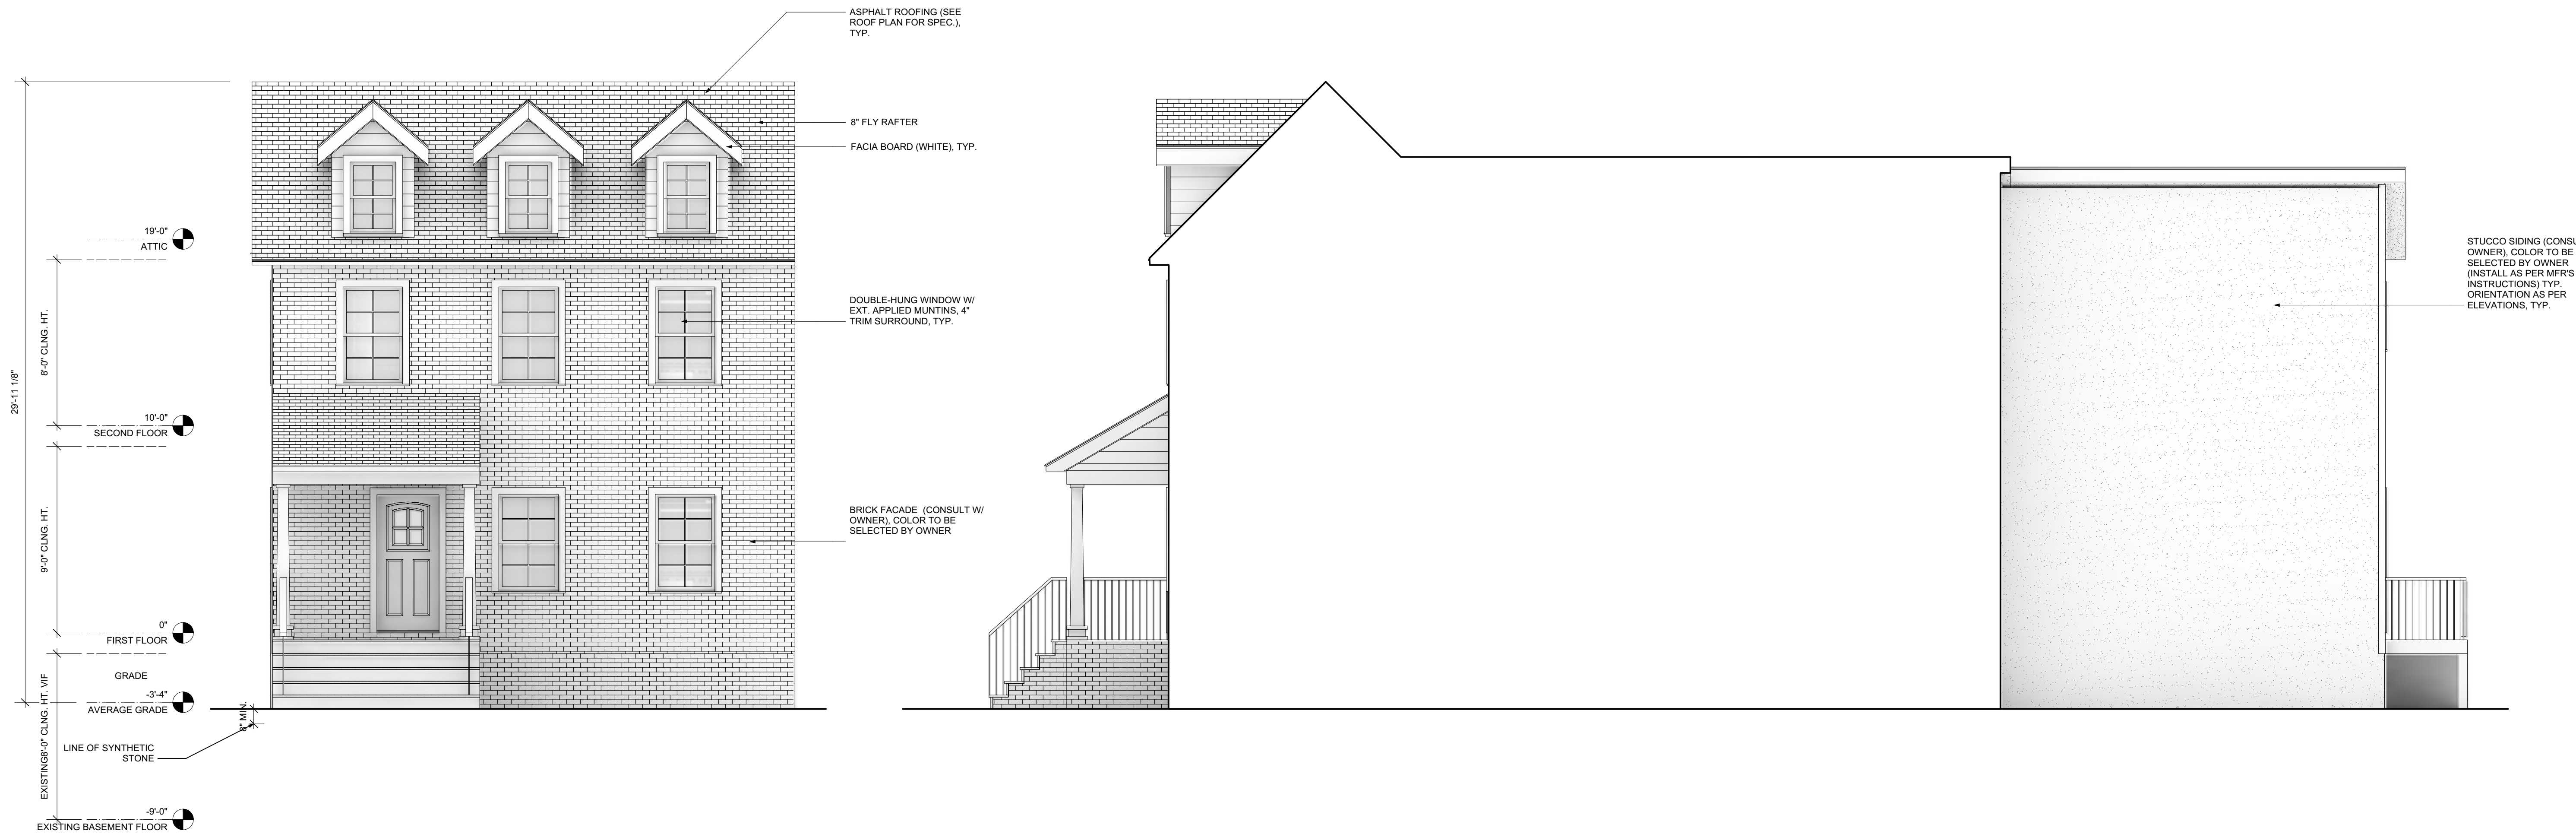 ASPHALT ROOFING (SEE
ROOF PLAN FOR SPEC.),
TYP.
8" FLY RAFTER
FACIA BOARD (WHITE), TYP.
19'-0"
ATTIC
STUCCO SIDING (CONSU
OWNER), COLOR TO BE
SELECTED BY OWNER
(INSTALL AS PER MFR'S
INSTRUCTIONS) TYP.
ORIENTATION AS PER
ELEVATIONS, TYP.
DOUBLE-HUNG WINDOW W/
EXT. APPLIED MUNTINS, 4"
TRIM SURROUND, TYP.
8'-0" CLNG. HT.
29'-11 1/8"
10'-0"
SECOND FLOOR
BRICK FACADE (CONSULT W/
OWNER), COLOR TO BE
SELECTED BY OWNER
9'-0" CLNG. HT.
0"
FIRST FLOOR
GRADE
-3'-4"
AVERAGE GRADE
8" MIN.
EXISTING8'-0" CLNG. HT. VIF
LINE OF SYNTHETIC
STONE
-9'-0"
EXISTING BASEMENT FLOOR